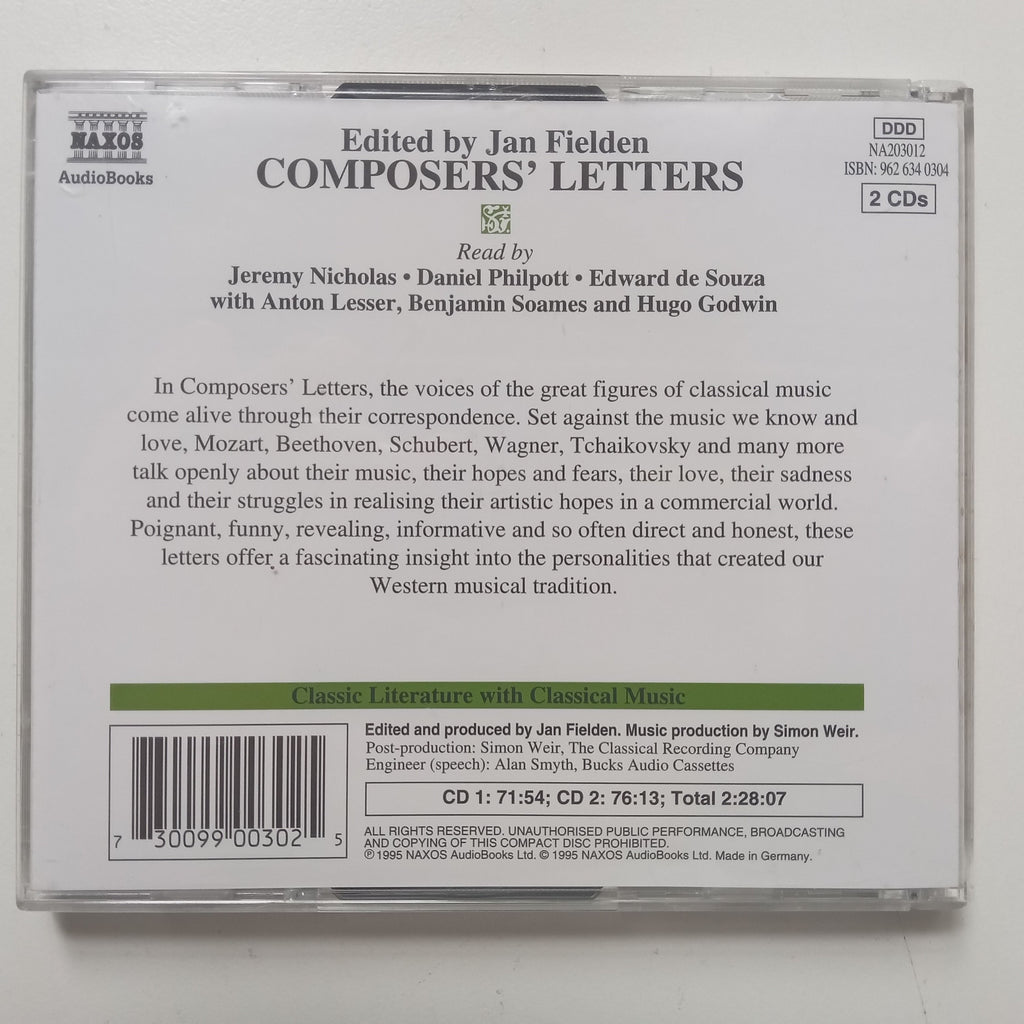 NAXOS
AudioBooks
Edited by Jan Fielden
COMPOSERS' LETTERS
DDD
NA203012
ISBN: 962 634 0304
2 CDs
Read by
Jeremy Nicholas • Daniel Philpott • Edward de Souza
with Anton Lesser, Benjamin Soames and Hugo Godwin
In Composers' Letters, the voices of the great figures of classical music
come alive through their correspondence. Set against the music we know and
love, Mozart, Beethoven, Schubert, Wagner, Tchaikovsky and many more
talk openly about their music, their hopes and fears, their love, their sadness
and their struggles in realising their artistic hopes in a commercial world.
Poignant, funny, revealing, informative and so often direct and honest, these
letters offer a fascinating insight into the personalities that created our
Western musical tradition.
Classic Literature with Classical Music
7 30099 00302 5
Edited and produced by Jan Fielden. Music production by Simon Weir.
Post-production: Simon Weir, The Classical Recording Company
Engineer (speech): Alan Smyth, Bucks Audio Cassettes
CD 1: 71:54; CD 2: 76:13; Total 2:28:07
ALL RIGHTS RESERVED. UNAUTHORISED PUBLIC PERFORMANCE, BROADCASTING
AND COPYING OF THIS COMPACT DISC PROHIBITED.
℗ 1995 NAXOS AudioBooks Ltd. © 1995 NAXOS AudioBooks Ltd. Made in Germany.